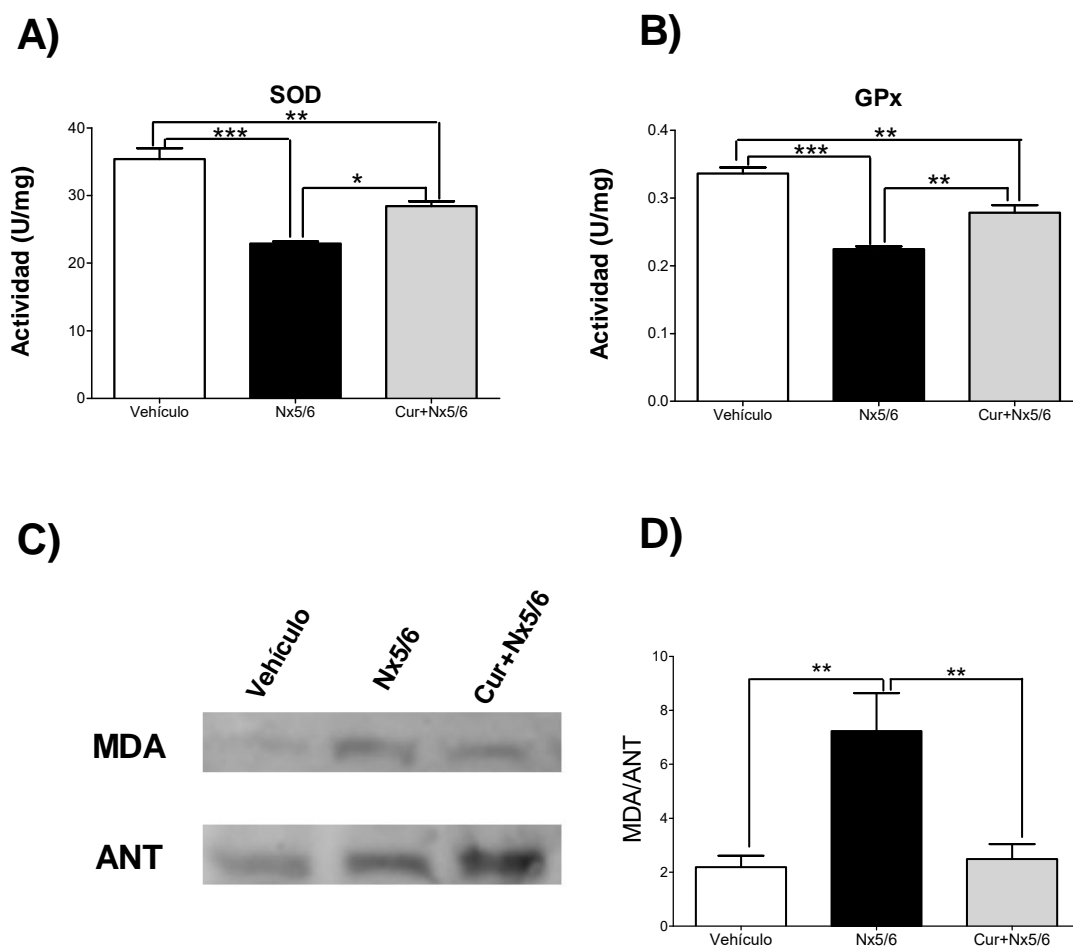 A)
SOD
**
***
*
Actividad (U/mg)
40
30
20
10
0
Vehículo Nx5/6 Cur+Nx5/6
B)
GPx
**
***
**
Actividad (U/mg)
0.4
0.3
0.2
0.1
0.0
Vehículo Nx5/6 Cur+Nx5/6
C)
Vehículo Nx5/6 Cur+Nx5/6
MDA
ANT
D)
** **
MDA/ANT
10
8
6
4
2
0
Vehículo Nx5/6 Cur+Nx5/6